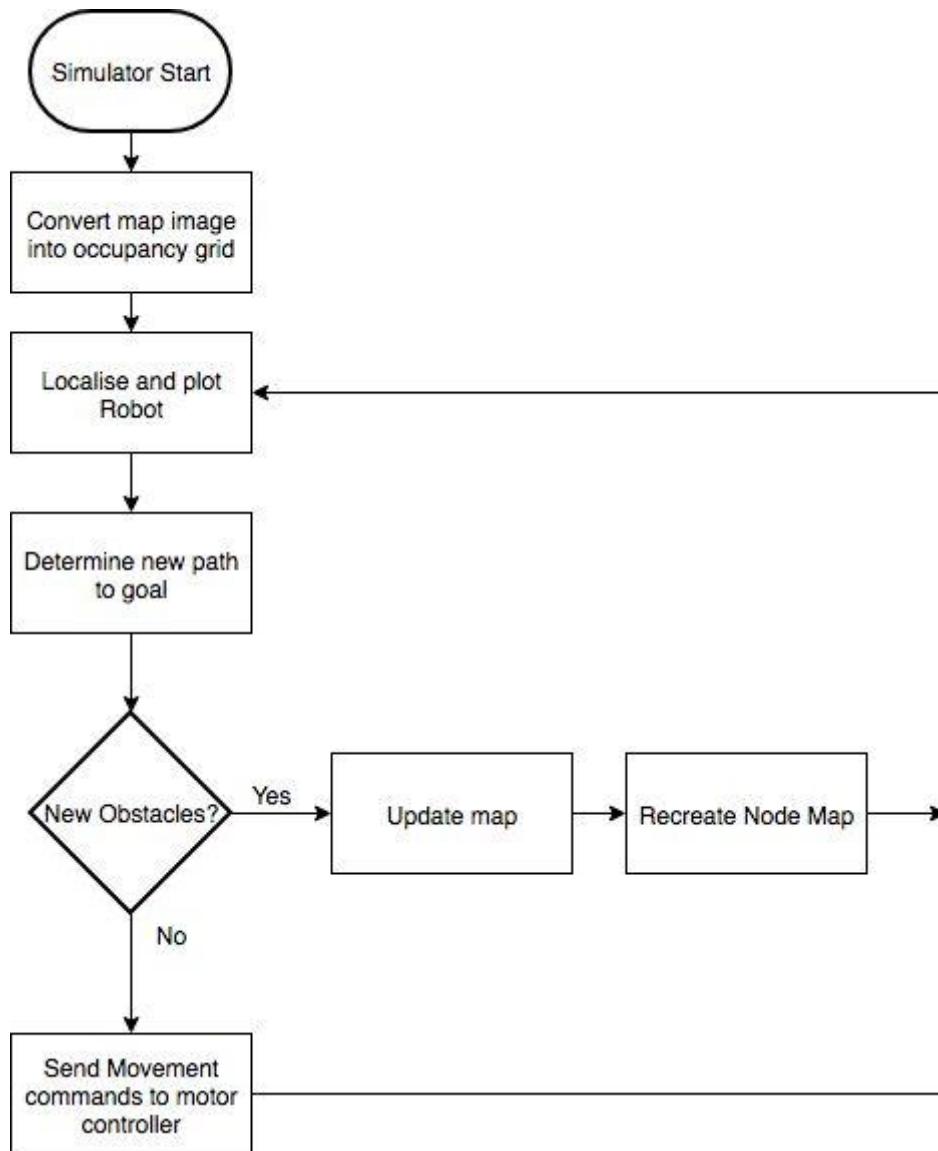 Simulator Start
Convert map image
into occupancy grid
Localise and plot
Robot
Determine new path
to goal
New Obstacles?
Yes
Update map
Recreate Node Map
No
Send Movement
commands to motor
controller